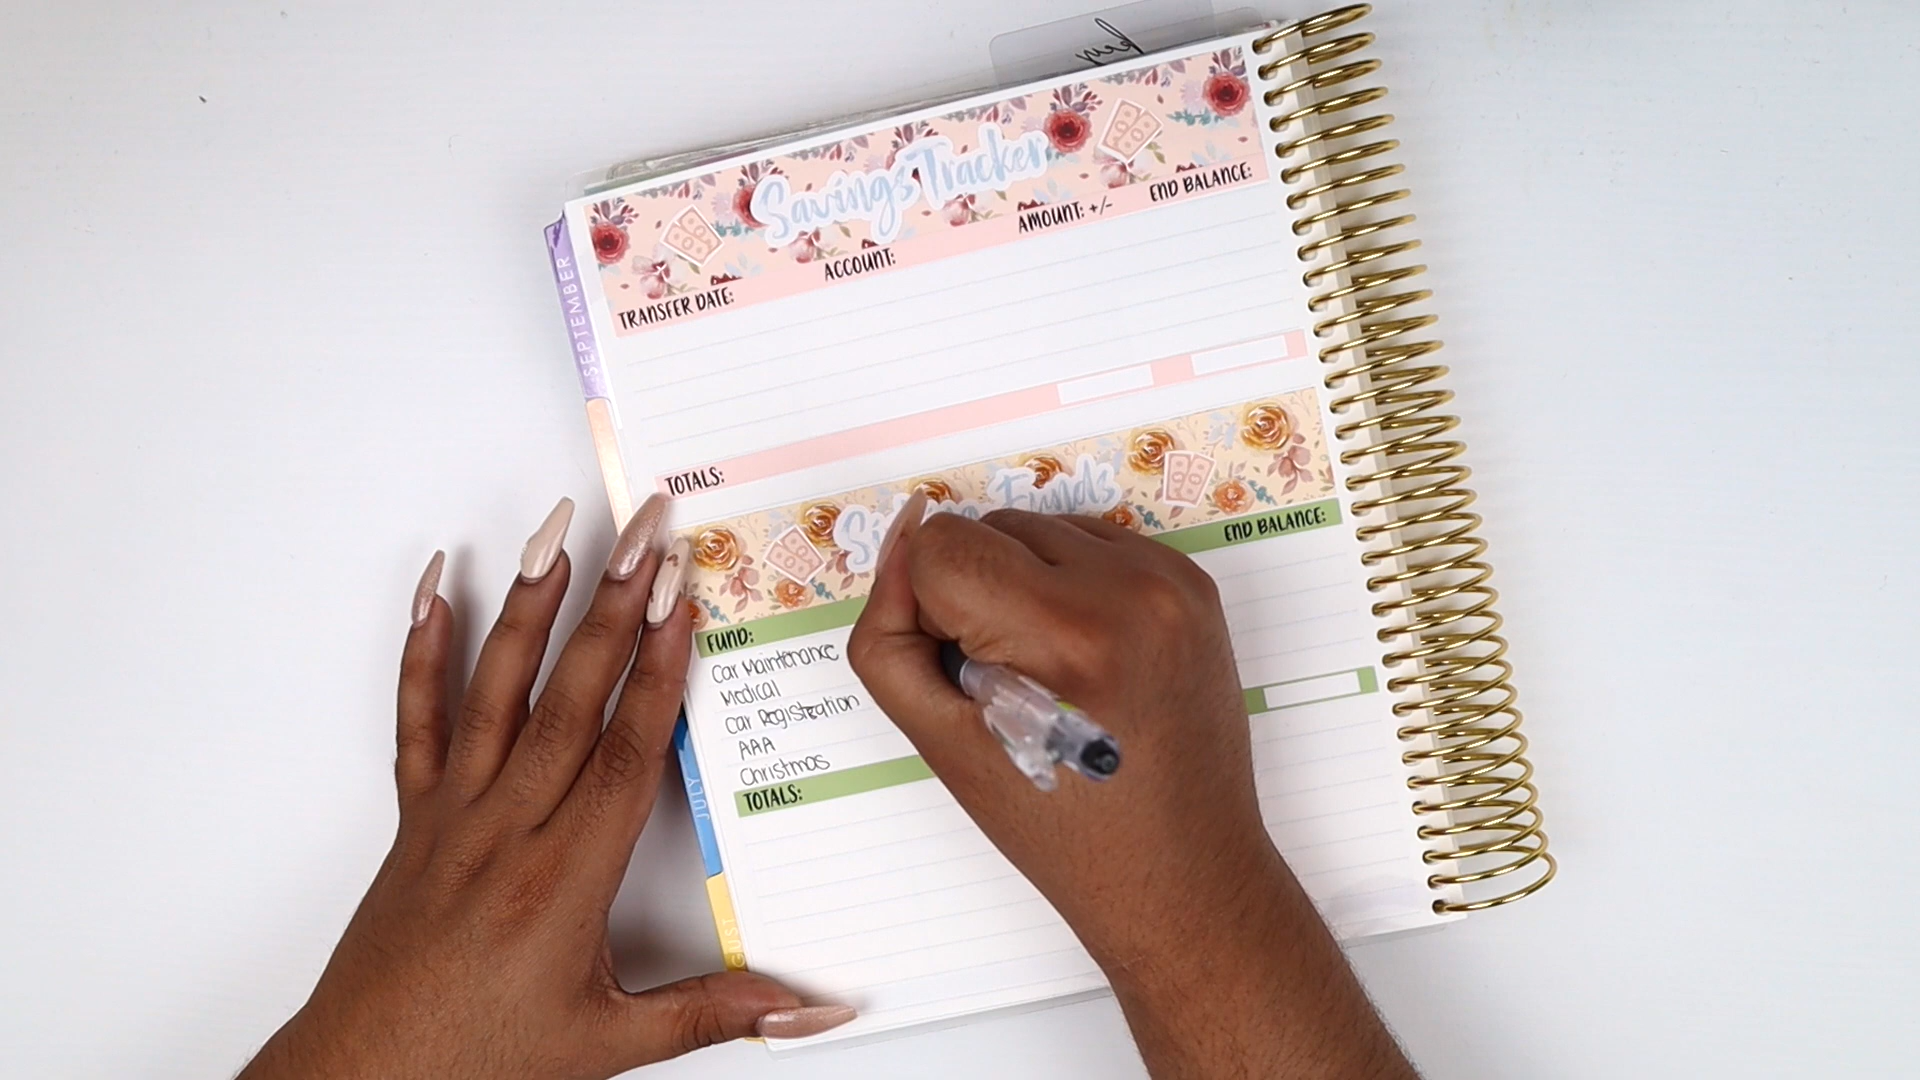 Savings Tracker
TRANSFER DATE: ACCOUNT: AMOUNT: +/- END BALANCE:
TOTALS:
Funds
FUND: END BALANCE:
Car Maintenance
Medical
Car Registration
AAA
Christmas
TOTALS:
SEPTEMBER
JULY
GUST